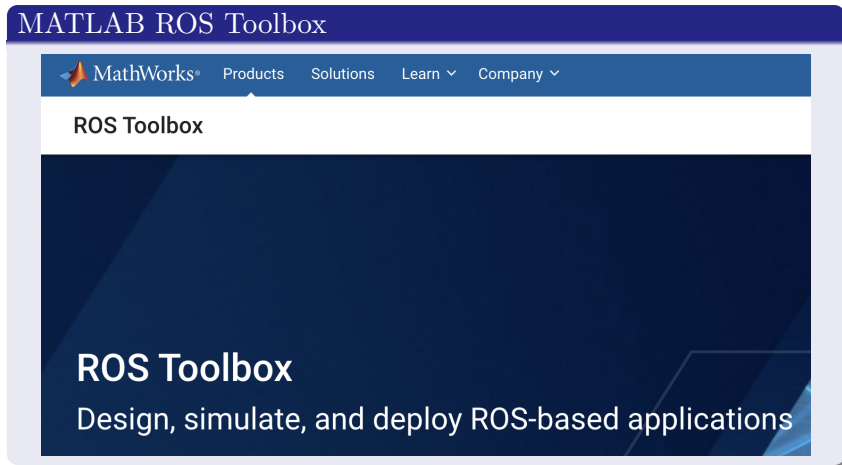 MATLAB ROS Toolbox
MathWorks® Products Solutions Learn Company
ROS Toolbox
ROS Toolbox
Design, simulate, and deploy ROS-based applications